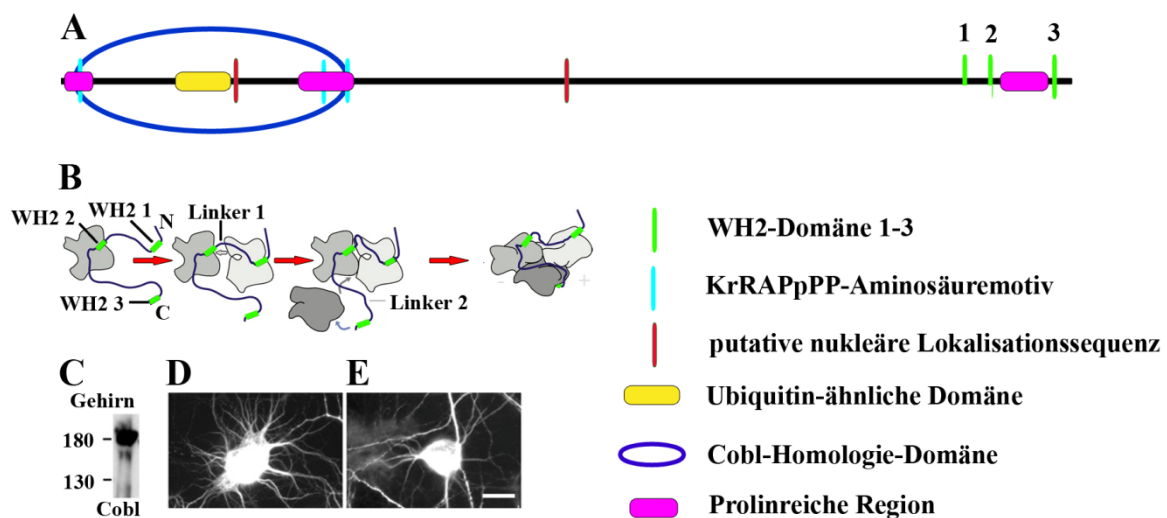 A
1 2 3
B
WH2 2
WH2 1
N
Linker 1
WH2 3
C
Linker 2
- +
C
D
E
Gehirn
180
130
Cobl
WH2-Domäne 1-3
KrRAPpPP-Aminosäuremotiv
putative nukleäre Lokalisationssequenz
Ubiquitin-ähnliche Domäne
Cobl-Homologie-Domäne
Prolinreiche Region